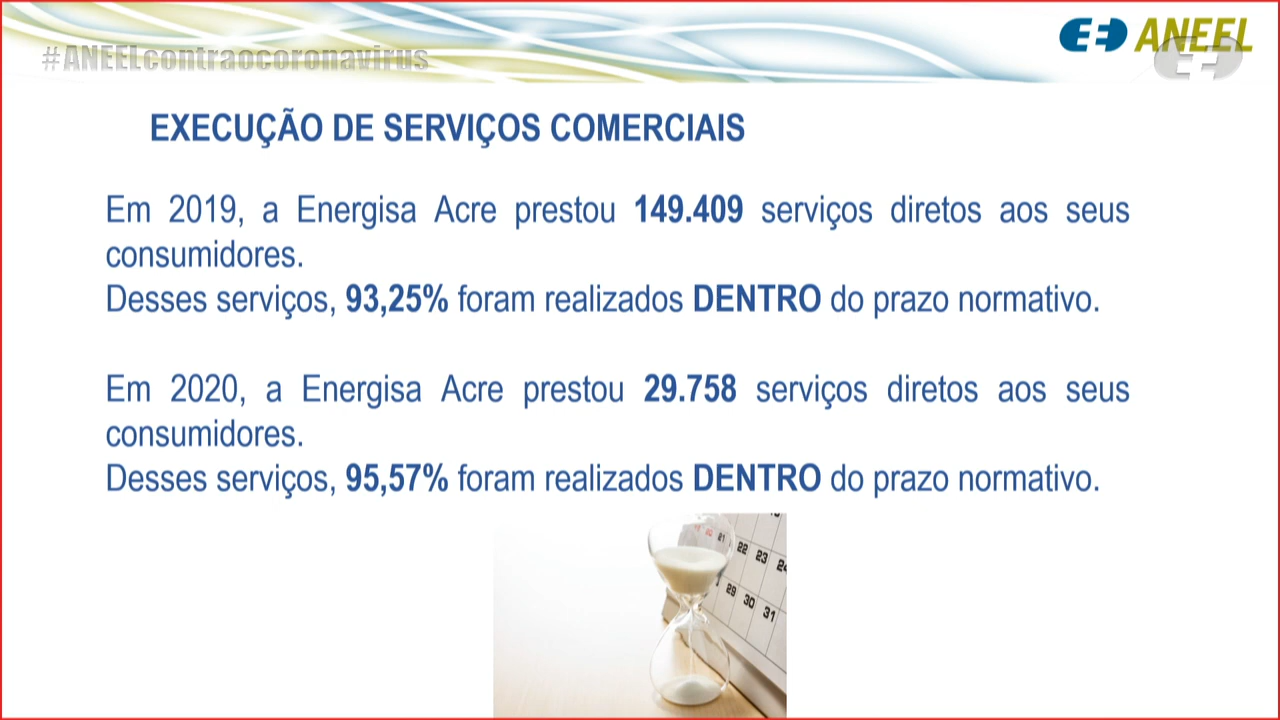 #ANEELcontraocoronavirus
ANEEL
EXECUÇÃO DE SERVIÇOS COMERCIAIS
Em 2019, a Energisa Acre prestou 149.409 serviços diretos aos seus
consumidores.
Desses serviços, 93,25% foram realizados DENTRO do prazo normativo.
Em 2020, a Energisa Acre prestou 29.758 serviços diretos aos seus
consumidores.
Desses serviços, 95,57% foram realizados DENTRO do prazo normativo.
21 22 23 24
29 30 31